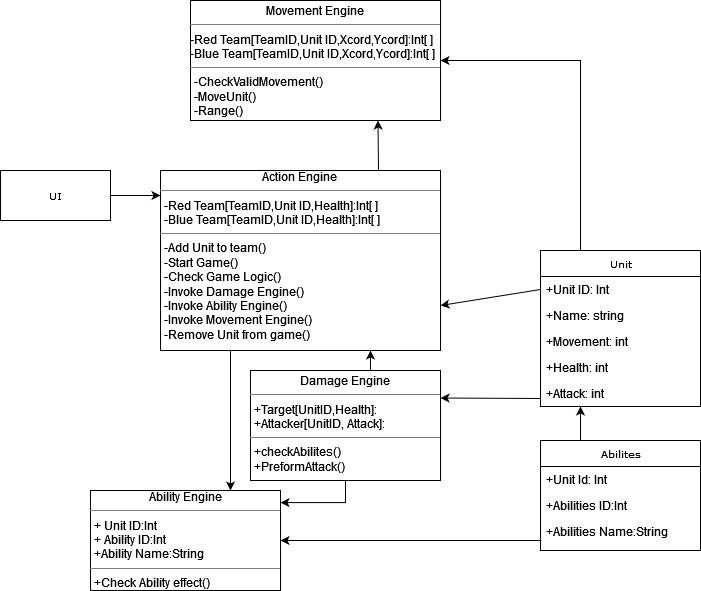 Movement Engine
-Red Team[TeamID,Unit ID,Xcord,Ycord]:Int[ ]
-Blue Team[TeamID,Unit ID,Xcord,Ycord]:Int[ ]
-CheckValidMovement()
-MoveUnit()
-Range()
UI
Action Engine
-Red Team[TeamID,Unit ID,Health]:Int[ ]
-Blue Team[TeamID,Unit ID,Health]:Int[ ]
-Add Unit to team()
-Start Game()
-Check Game Logic()
-Invoke Damage Engine()
-Invoke Ability Engine()
-Invoke Movement Engine()
-Remove Unit from game()
Unit
+Unit ID: Int
+Name: string
+Movement: int
+Health: int
+Attack: int
Damage Engine
+Target[UnitID,Health]:
+Attacker[UnitID, Attack]:
+checkAbilites()
+PreformAttack()
Abilites
+Unit Id: Int
+Abilities ID:Int
+Abilities Name:String
Ability Engine
+ Unit ID:Int
+ Ability ID:Int
+Ability Name:String
+Check Ability effect()